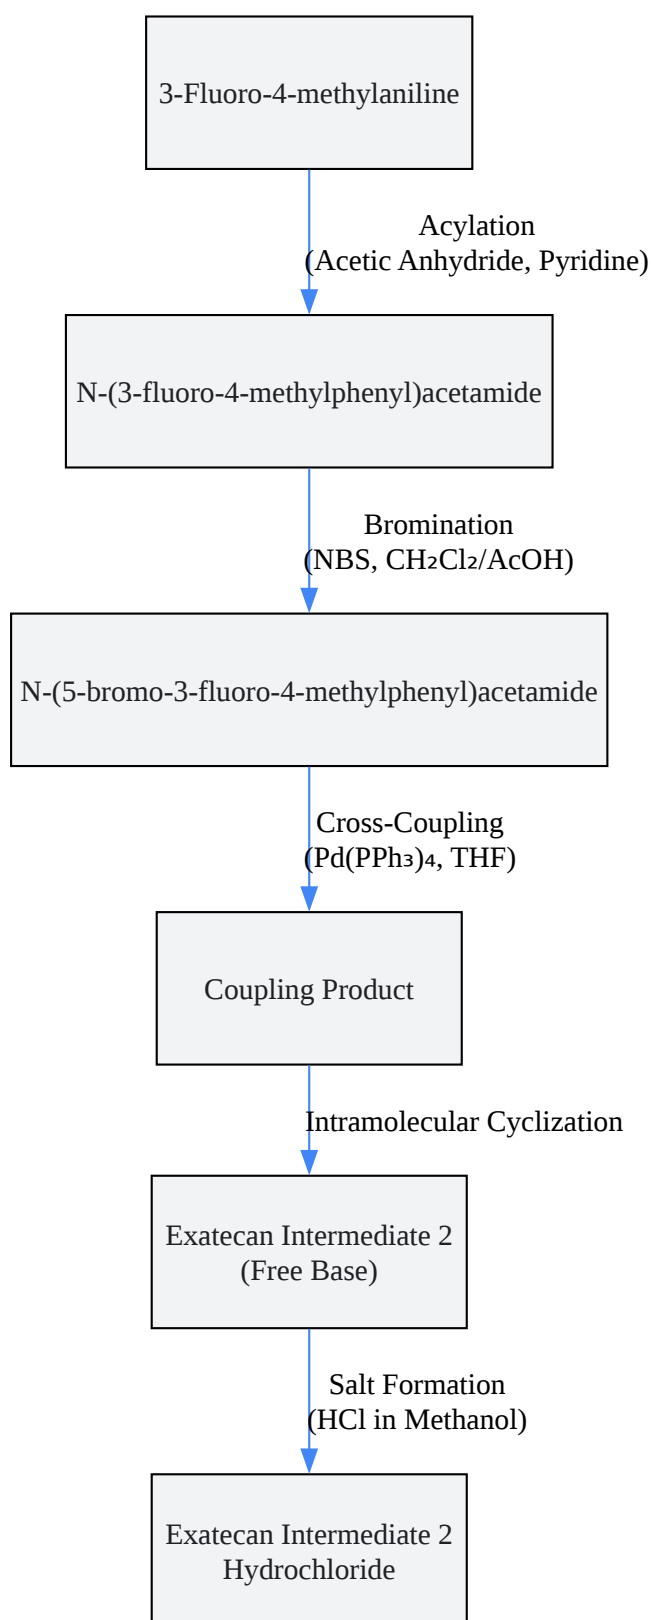 3-Fluoro-4-methylaniline
Acylation
(Acetic Anhydride, Pyridine)
N-(3-fluoro-4-methylphenyl)acetamide
Bromination
(NBS, CH₂Cl₂/AcOH)
N-(5-bromo-3-fluoro-4-methylphenyl)acetamide
Cross-Coupling
(Pd(PPh₃)₄, THF)
Coupling Product
Intramolecular Cyclization
Exatecan Intermediate 2
(Free Base)
Salt Formation
(HCl in Methanol)
Exatecan Intermediate 2
Hydrochloride